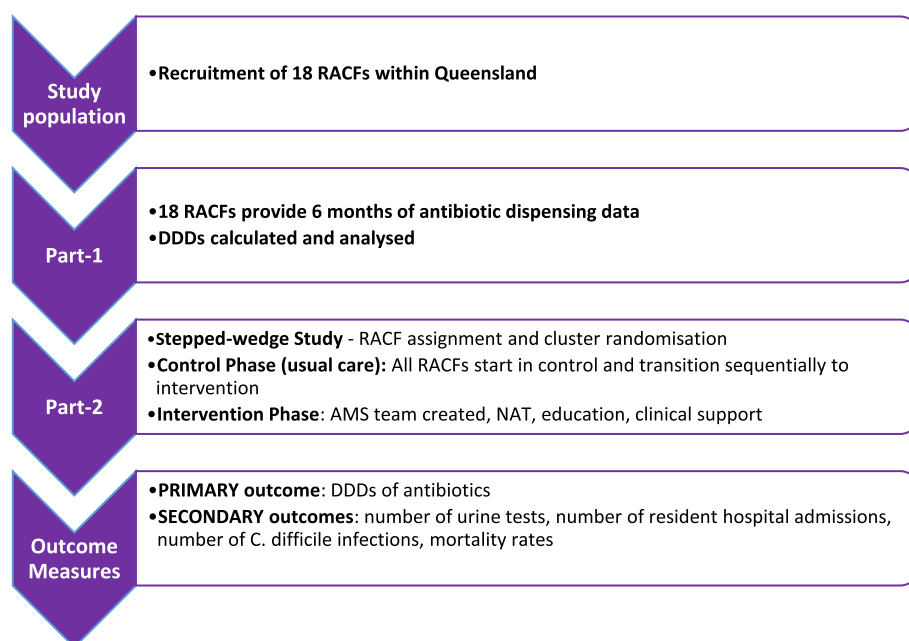 Study
population
•Recruitment of 18 RACFs within Queensland
Part-1
•18 RACFs provide 6 months of antibiotic dispensing data
•DDDs calculated and analysed
Part-2
•Stepped-wedge Study - RACF assignment and cluster randomisation
•Control Phase (usual care): All RACFs start in control and transition sequentially to
intervention
•Intervention Phase: AMS team created, NAT, education, clinical support
Outcome
Measures
•PRIMARY outcome: DDDs of antibiotics
•SECONDARY outcomes: number of urine tests, number of resident hospital admissions,
number of C. difficile infections, mortality rates